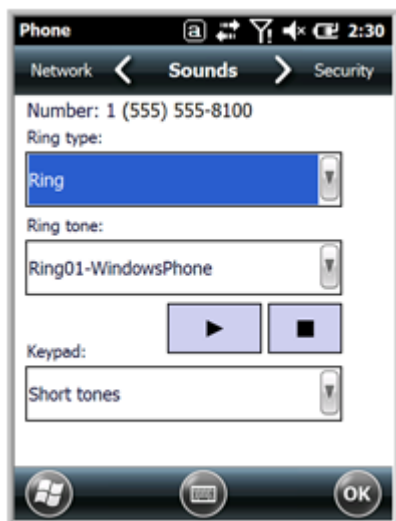 Phone a 2:30
Network Sounds Security
Number: 1 (555) 555-8100
Ring type:
Ring
Ring tone:
Ring01-WindowsPhone
Keypad:
Short tones
OK